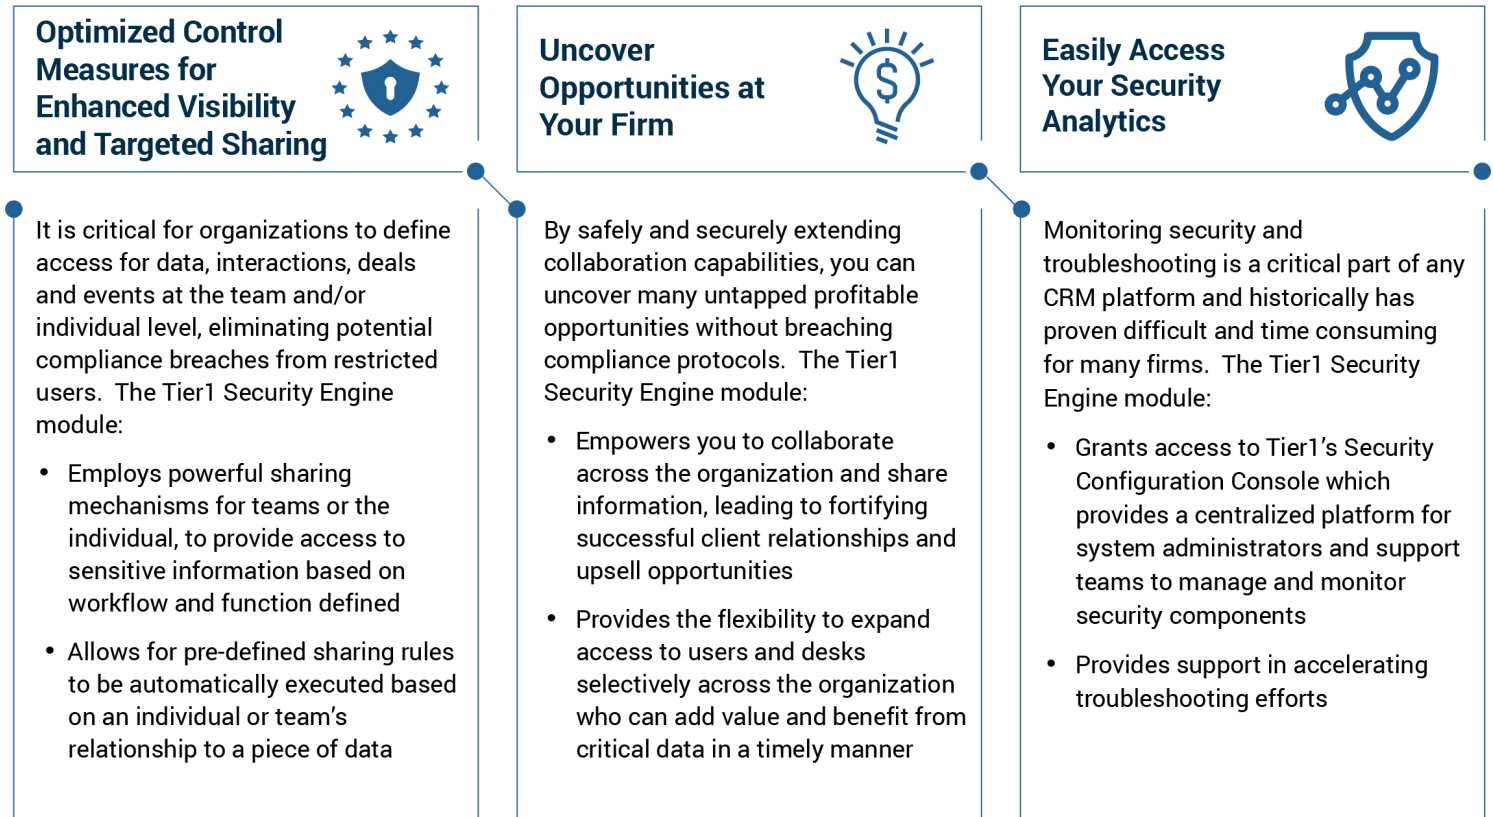 Optimized Control
Measures for
Enhanced Visibility
and Targeted Sharing
It is critical for organizations to define
access for data, interactions, deals
and events at the team and/or
individual level, eliminating potential
compliance breaches from restricted
users.  The Tier1 Security Engine
module:
• Employs powerful sharing
mechanisms for teams or the
individual, to provide access to
sensitive information based on
workflow and function defined
• Allows for pre-defined sharing rules
to be automatically executed based
on an individual or team’s
relationship to a piece of data
Uncover
Opportunities at
Your Firm
$
By safely and securely extending
collaboration capabilities, you can
uncover many untapped profitable
opportunities without breaching
compliance protocols.  The Tier1
Security Engine module:
• Empowers you to collaborate
across the organization and share
information, leading to fortifying
successful client relationships and
upsell opportunities
• Provides the flexibility to expand
access to users and desks
selectively across the organization
who can add value and benefit from
critical data in a timely manner
Easily Access
Your Security
Analytics
Monitoring security and
troubleshooting is a critical part of any
CRM platform and historically has
proven difficult and time consuming
for many firms.  The Tier1 Security
Engine module:
• Grants access to Tier1’s Security
Configuration Console which
provides a centralized platform for
system administrators and support
teams to manage and monitor
security components
• Provides support in accelerating
troubleshooting efforts